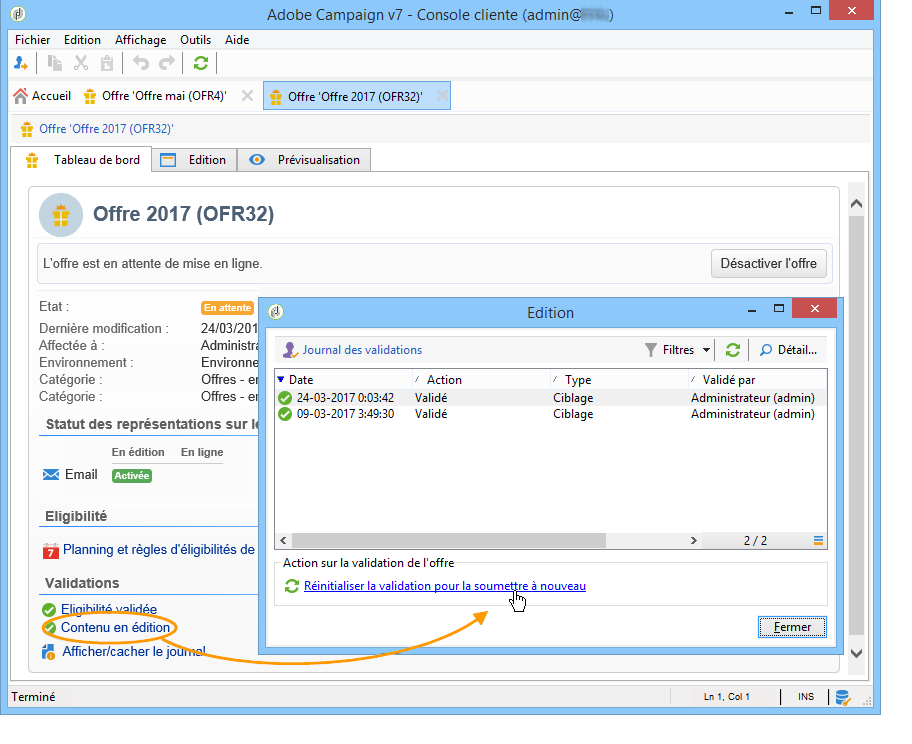 Adobe Campaign v7 - Console cliente (admin@ )
Fichier Edition Affichage Outils Aide
Accueil Offre 'Offre mai (OFR4)' Offre 'Offre 2017 (OFR32)'
Offre 'Offre 2017 (OFR32)'
Tableau de bord Edition Prévisualisation
Offre 2017 (OFR32)
L'offre est en attente de mise en ligne. Désactiver l'offre
Etat : En attente
Dernière modification : 24/03/201
Affectée à : Administra
Environnement : Environne
Catégorie : Offres - er
Catégorie : Offres - er
Statut des représentations sur le
En édition En ligne
Email Activée
Eligibilité
7 Planning et règles d'éligibilités de
Validations
Eligibilité validée
Contenu en édition
Afficher/cacher le journal
Edition
Journal des validations Filtres Détail...
Date Action Type Validé par
24-03-2017 0:03:42 Validé Ciblage Administrateur (admin)
09-03-2017 3:49:30 Validé Ciblage Administrateur (admin)
2 / 2
Action sur la validation de l'offre
Réinitialiser la validation pour la soumettre à nouveau
Fermer
Terminé Ln 1, Col 1 INS